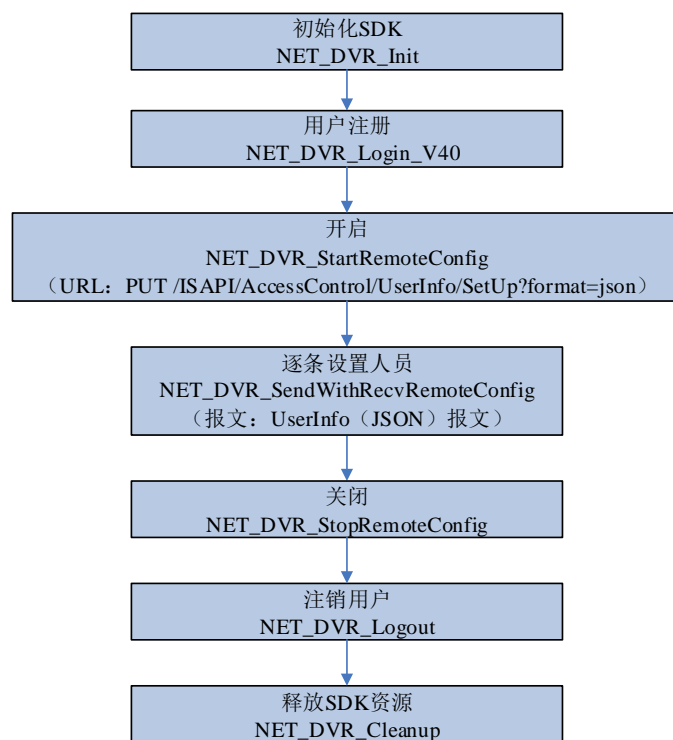 初始化SDK
NET_DVR_Init
用户注册
NET_DVR_Login_V40
开启
NET_DVR_StartRemoteConfig
（URL：PUT /ISAPI/AccessControl/UserInfo/SetUp?format=json）
逐条设置人员
NET_DVR_SendWithRecvRemoteConfig
（报文：UserInfo（JSON）报文）
关闭
NET_DVR_StopRemoteConfig
注销用户
NET_DVR_Logout
释放SDK资源
NET_DVR_Cleanup